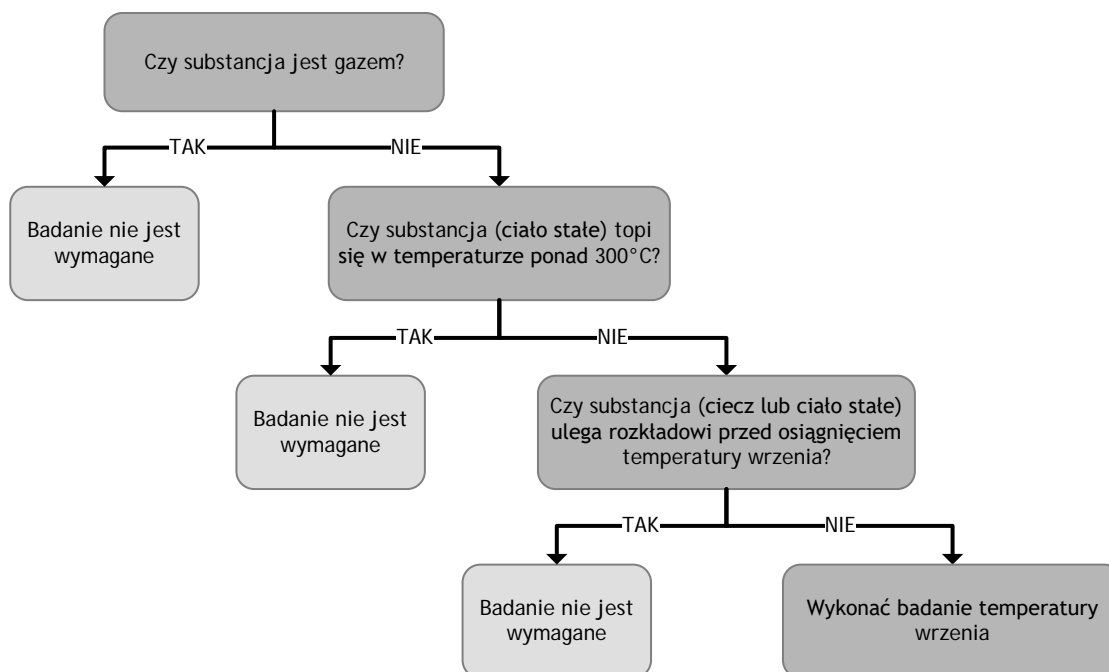 Czy substancja jest gazem?
TAK
NIE
Badanie nie jest
wymagane
Czy substancja (ciało stałe) topi
się w temperaturze ponad 300°C?
TAK
NIE
Badanie nie jest
wymagane
Czy substancja (ciecz lub ciało stałe)
ulega rozkładowi przed osiągnięciem
temperatury wrzenia?
TAK
NIE
Badanie nie jest
wymagane
Wykonać badanie temperatury
wrzenia